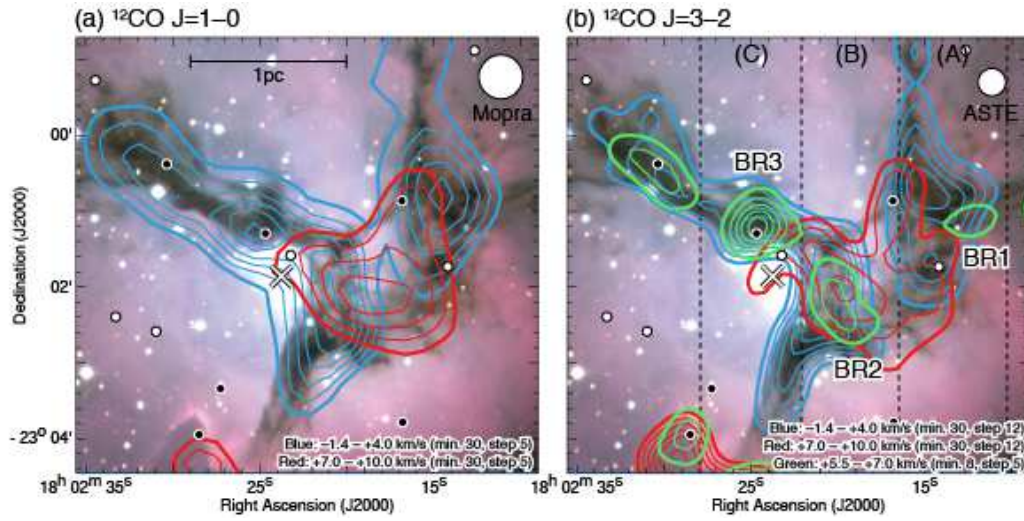 (a) ¹²CO J=1–0
1pc
Mopra
00'
02'
- 23° 04'
Declination (J2000)
Blue: –1.4 – +4.0 km/s (min. 30, step 5)
Red: +7.0 – +10.0 km/s (min. 30, step 5)
18ʰ 02ᵐ 35ˢ
25ˢ
15ˢ
Right Ascension (J2000)
(b) ¹²CO J=3–2
(C)
(B)
(A)
ASTE
BR3
BR1
BR2
Blue: –1.4 – +4.0 km/s (min. 30, step 12)
Red: +7.0 – +10.0 km/s (min. 30, step 12)
Green: +5.5 – +7.0 km/s (min. 8, step 5)
18ʰ 02ᵐ 35ˢ
25ˢ
15ˢ
Right Ascension (J2000)